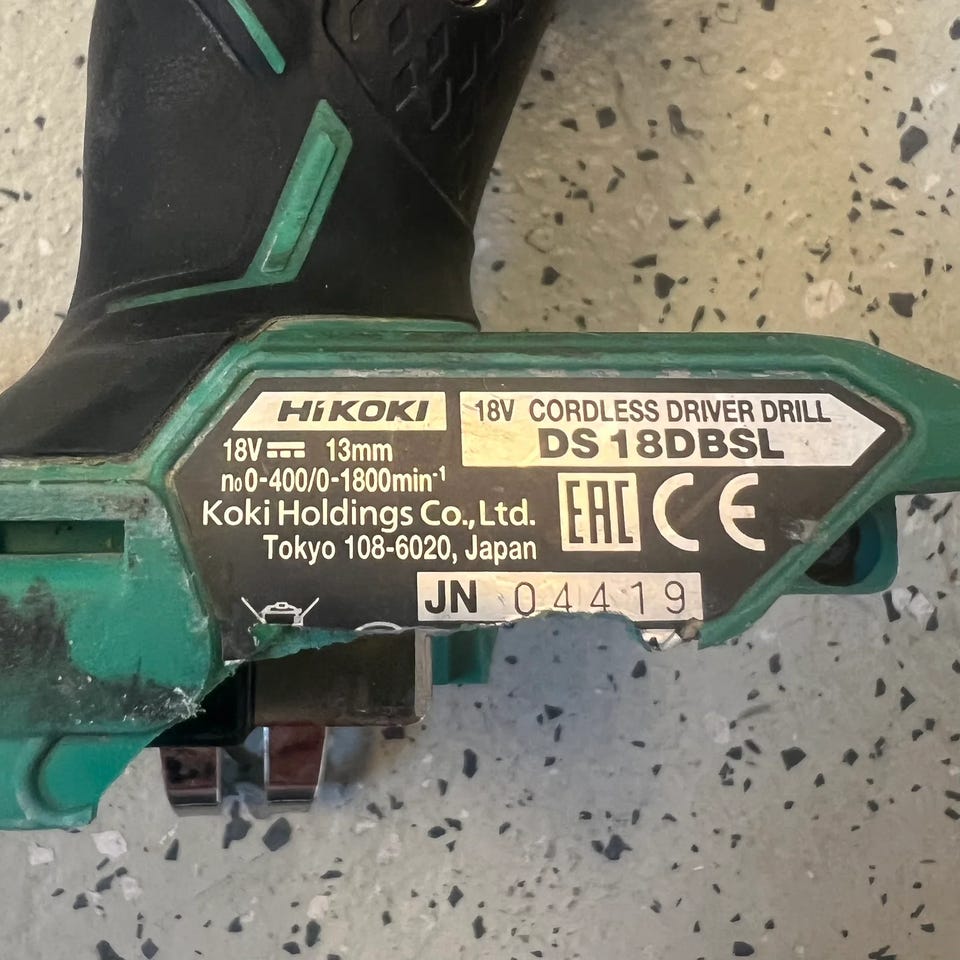 HiKOKI
18V CORDLESS DRIVER DRILL
DS 18DBSL
18V 13mm
n₀0-400/0-1800min⁻¹
Koki Holdings Co.,Ltd.
Tokyo 108-6020, Japan
EAC CE
JN 04419